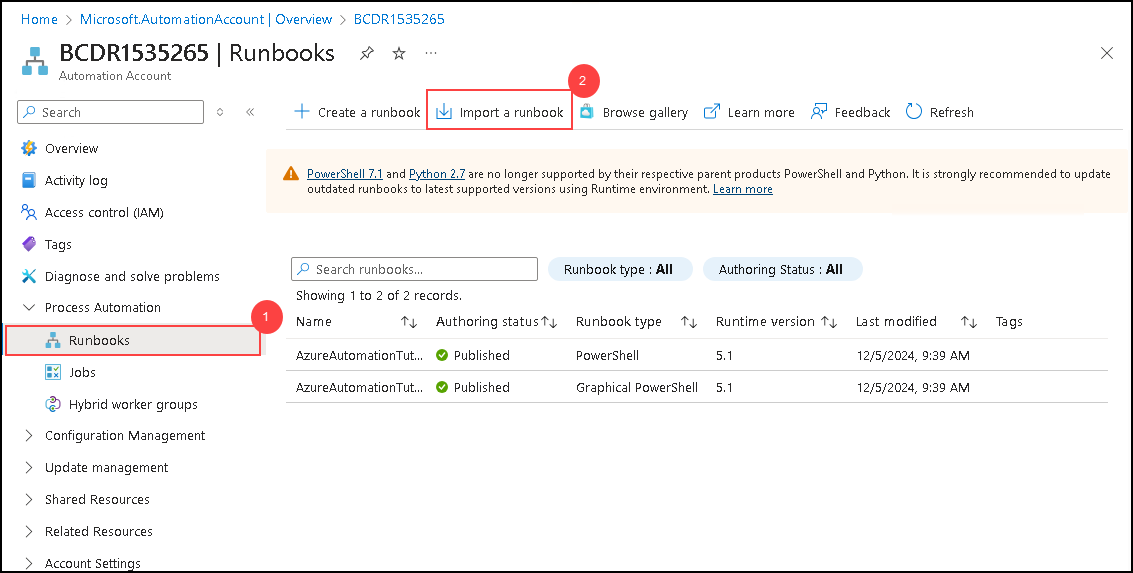 Home > Microsoft.AutomationAccount | Overview > BCDR1535265
BCDR1535265 | Runbooks
Automation Account
Search
Overview
Activity log
Access control (IAM)
Tags
Diagnose and solve problems
Process Automation
1
Runbooks
Jobs
Hybrid worker groups
Configuration Management
Update management
Shared Resources
Related Resources
Account Settings
2
Create a runbook Import a runbook Browse gallery Learn more Feedback Refresh
PowerShell 7.1 and Python 2.7 are no longer supported by their respective parent products PowerShell and Python. It is strongly recommended to update
outdated runbooks to latest supported versions using Runtime environment. Learn more
Search runbooks... Runbook type : All Authoring Status : All
Showing 1 to 2 of 2 records.
Name Authoring status Runbook type Runtime version Last modified Tags
AzureAutomationTut... Published PowerShell 5.1 12/5/2024, 9:39 AM
AzureAutomationTut... Published Graphical PowerShell 5.1 12/5/2024, 9:39 AM